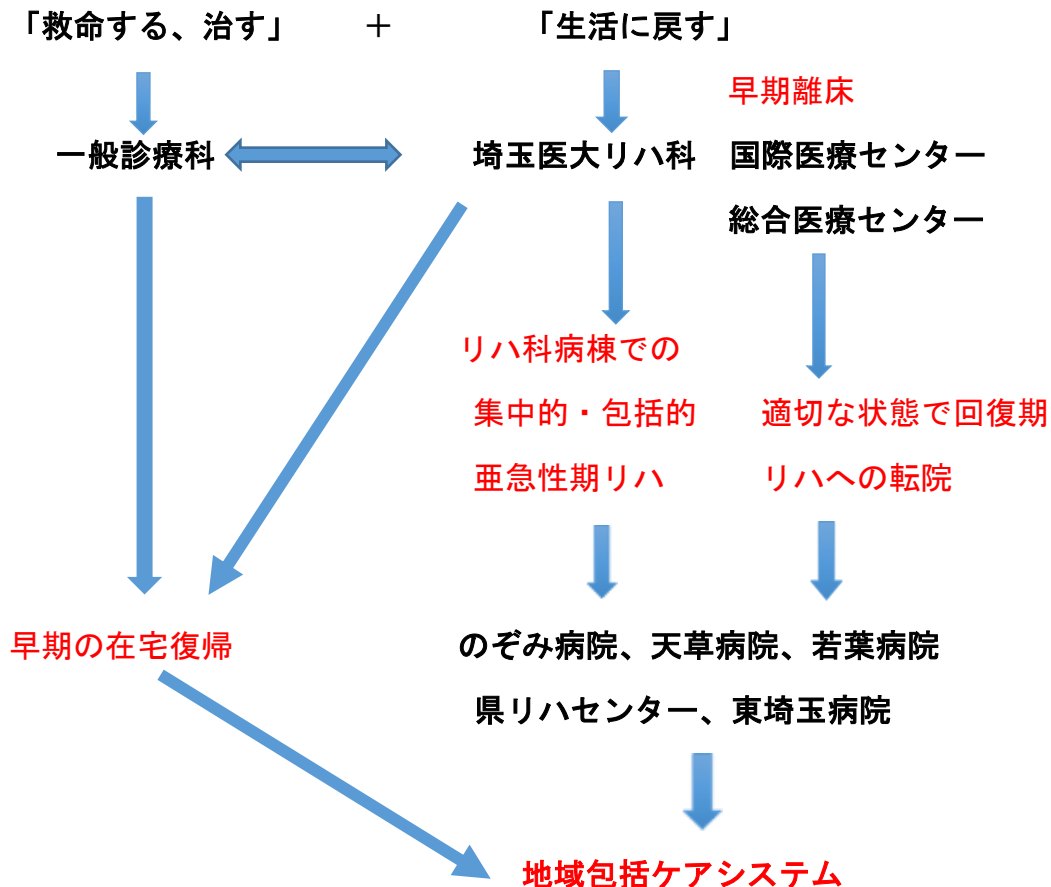 「救命する、治す」 ＋ 「生活に戻す」
早期離床
一般診療科 埼玉医大リハ科 国際医療センター
総合医療センター
リハ科病棟での
集中的・包括的 適切な状態で回復期
亜急性期リハ リハへの転院
早期の在宅復帰 のぞみ病院、天草病院、若葉病院
県リハセンター、東埼玉病院
地域包括ケアシステム